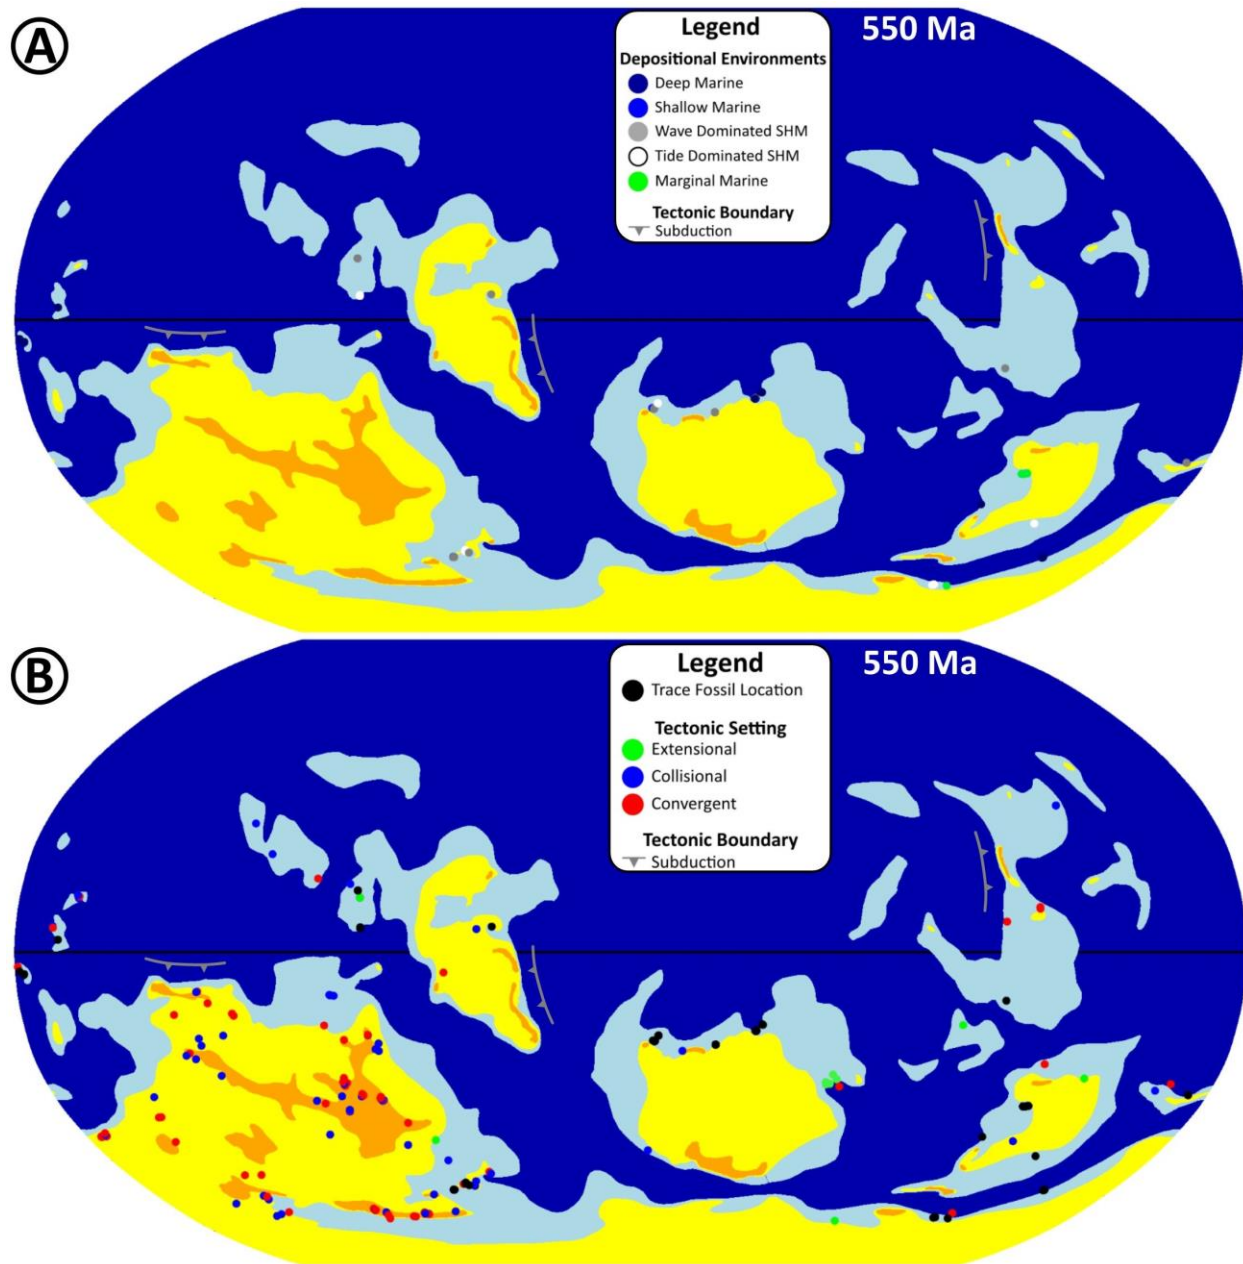 A
550 Ma
Legend
Depositional Environments
Deep Marine
Shallow Marine
Wave Dominated SHM
Tide Dominated SHM
Marginal Marine
Tectonic Boundary
Subduction
B
550 Ma
Legend
Trace Fossil Location
Tectonic Setting
Extensional
Collisional
Convergent
Tectonic Boundary
Subduction